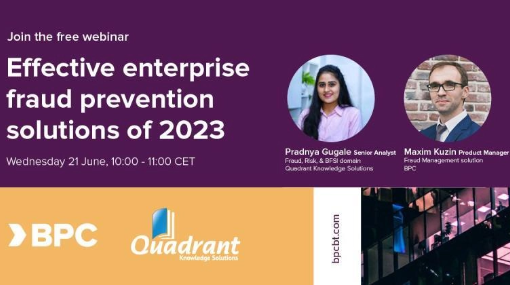 Join the free webinar
Effective enterprise
fraud prevention
solutions of 2023
Wednesday 21 June, 10:00 - 11:00 CET
Pradnya Gugale Senior Analyst
Fraud, Risk, & BFSI domain
Quadrant Knowledge Solutions
Maxim Kuzin Product Manager
Fraud Management solution
BPC
BPC
Quadrant
Knowledge Solutions
bpcbt.com